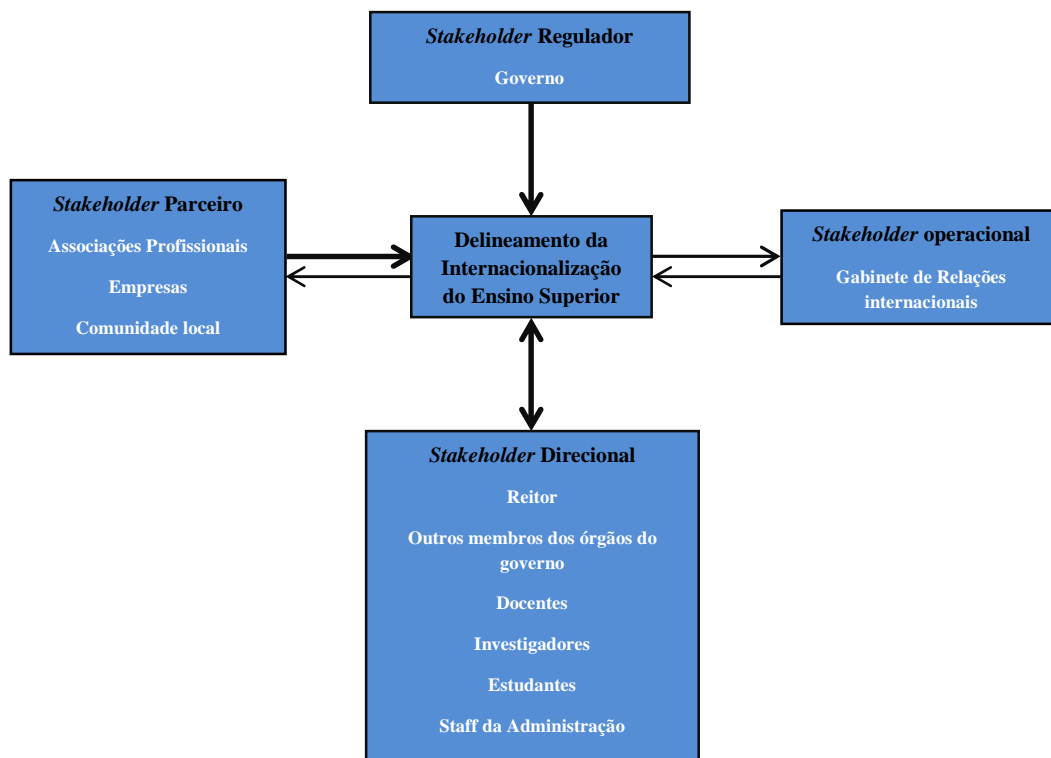 Stakeholder Regulador
Governo
Stakeholder Parceiro
Associações Profissionais
Empresas
Comunidade local
Delineamento da
Internacionalização
do Ensino Superior
Stakeholder operacional
Gabinete de Relações
internacionais
Stakeholder Direcional
Reitor
Outros membros dos órgãos do
governo
Docentes
Investigadores
Estudantes
Staff da Administração